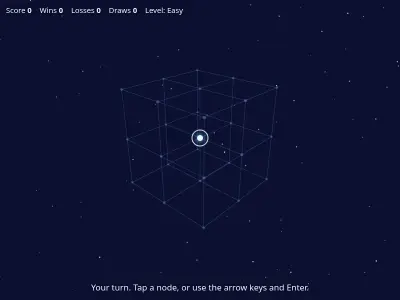 Score 0 Wins 0 Losses 0 Draws 0 Level: Easy
Your turn. Tap a node, or use the arrow keys and Enter.